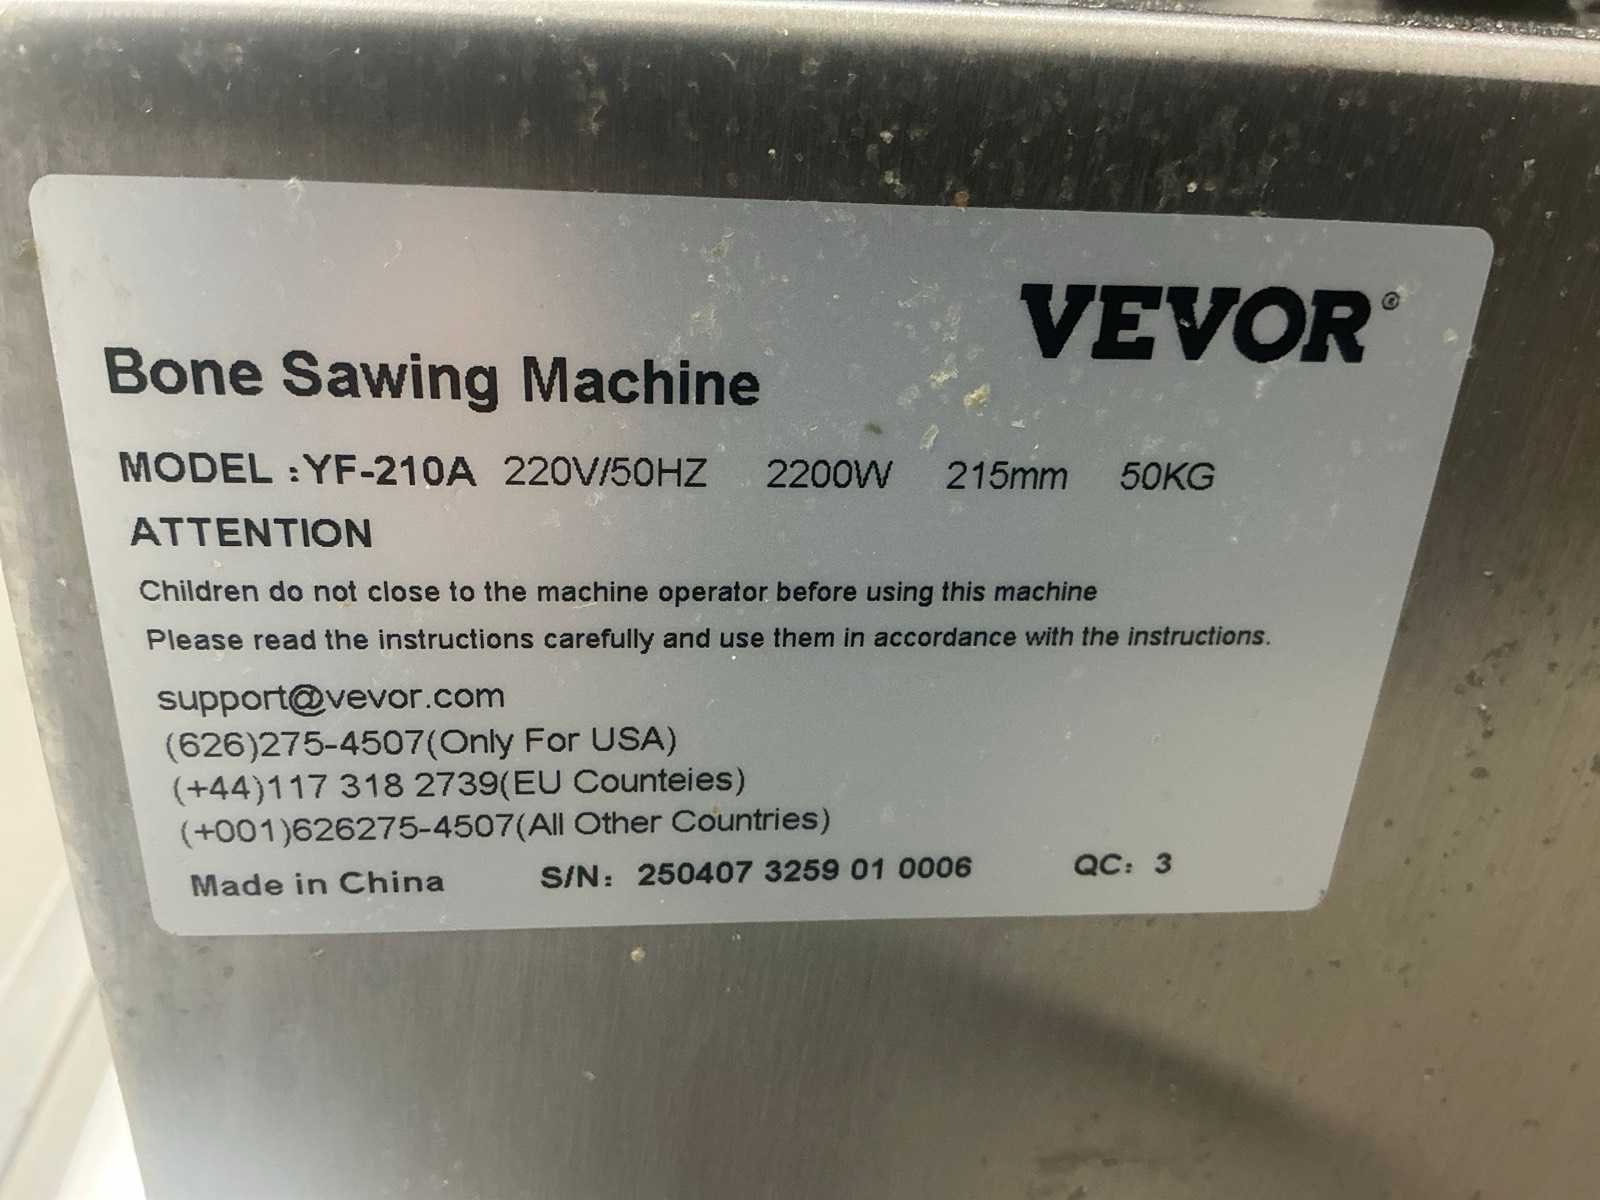 VEVOR®
Bone Sawing Machine
MODEL :YF-210A 220V/50HZ 2200W 215mm 50KG
ATTENTION
Children do not close to the machine operator before using this machine
Please read the instructions carefully and use them in accordance with the instructions.
support@vevor.com
(626)275-4507(Only For USA)
(+44)117 318 2739(EU Counteies)
(+001)626275-4507(All Other Countries)
Made in China S/N: 250407 3259 01 0006 QC: 3